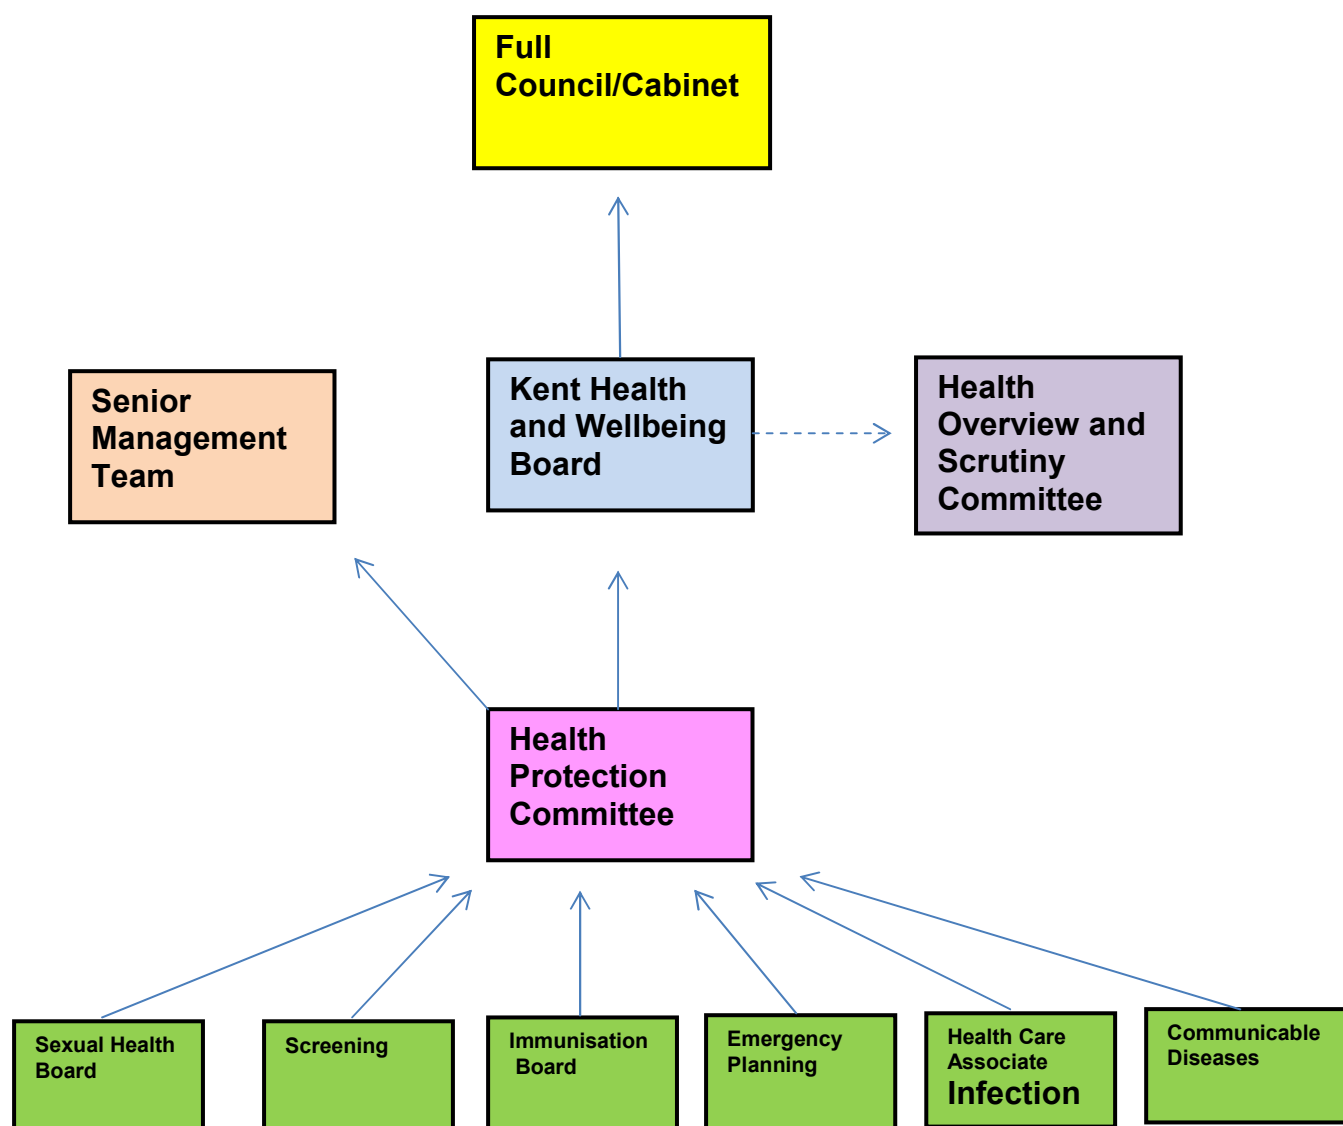 Full
Council/Cabinet
Senior
Management
Team
Kent Health
and Wellbeing
Board
Health
Overview and
Scrutiny
Committee
Health
Protection
Committee
Sexual Health
Board
Screening
Immunisation
Board
Emergency
Planning
Health Care
Associate
Infection
Communicable
Diseases